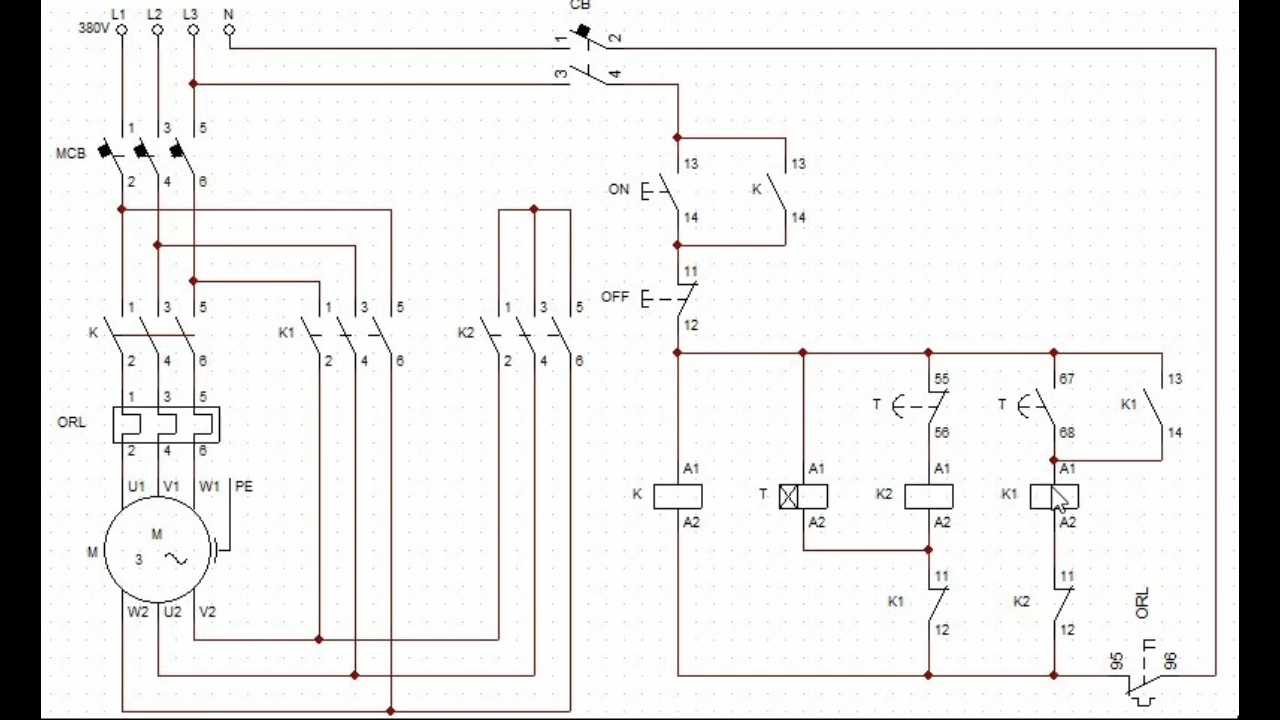 CB
L1 L2 L3 N
380V
1 2
3 4
1 3 5
MCB
2 4 6
13 13
ON K
14 14
11
OFF
12
1 3 5 1 3 5 1 3 5
K K1 K2
2 4 6 2 4 6 2 4 6
55 67 13
T T K1
56 68 14
1 3 5
ORL
2 4 6
A1 A1 A1 A1
K T K2 K1
A2 A2 A2 A2
U1 V1 W1 PE
M
M 3
W2 U2 V2
11 11
K1 K2
12 12
ORL
95 96